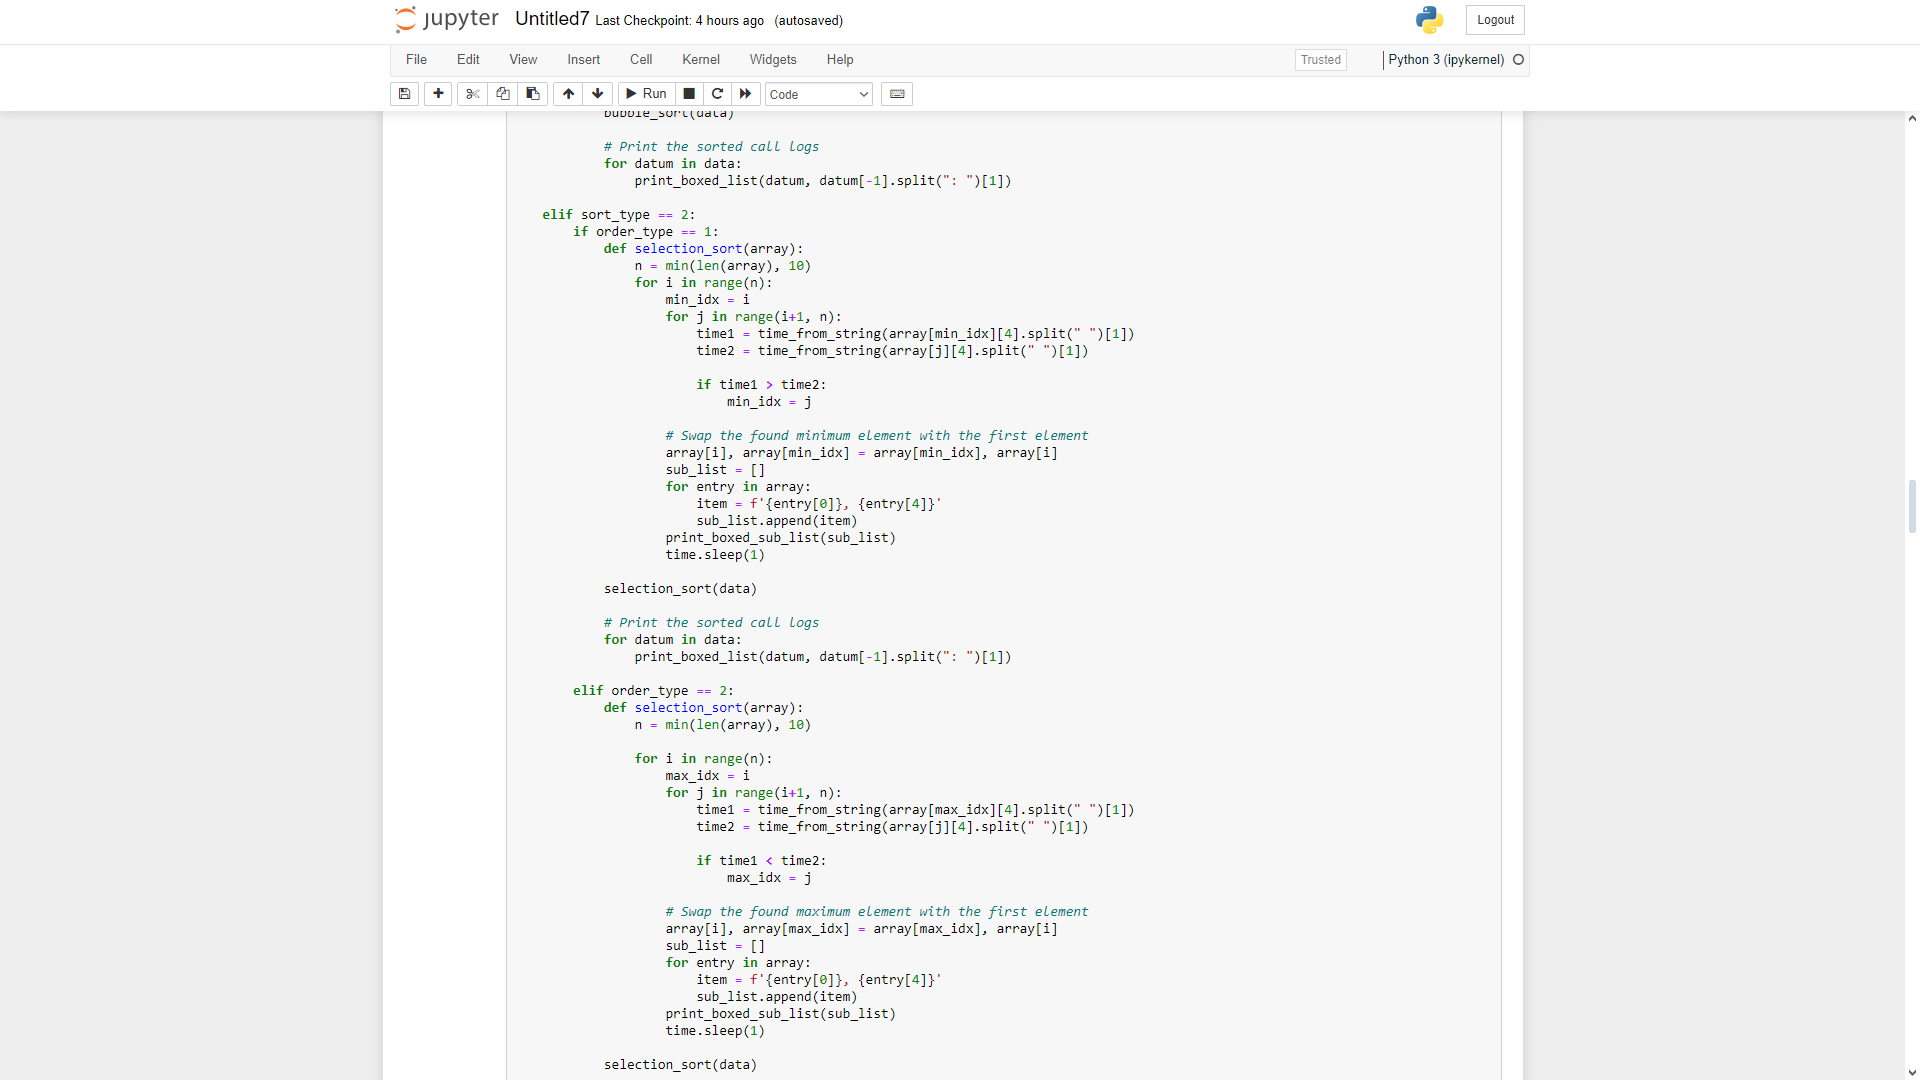 jupyter Untitled7 Last Checkpoint: 4 hours ago (autosaved) Logout
File Edit View Insert Cell Kernel Widgets Help Trusted Python 3 (ipykernel)
Run Code
bubble_sort(data)
# Print the sorted call logs
for datum in data:
print_boxed_list(datum, datum[-1].split(": ")[1])
elif sort_type == 2:
if order_type == 1:
def selection_sort(array):
n = min(len(array), 10)
for i in range(n):
min_idx = i
for j in range(i+1, n):
time1 = time_from_string(array[min_idx][4].split(" ")[1])
time2 = time_from_string(array[j][4].split(" ")[1])
if time1 > time2:
min_idx = j
# Swap the found minimum element with the first element
array[i], array[min_idx] = array[min_idx], array[i]
sub_list = []
for entry in array:
item = f'{entry[0]}, {entry[4]}'
sub_list.append(item)
print_boxed_sub_list(sub_list)
time.sleep(1)
selection_sort(data)
# Print the sorted call logs
for datum in data:
print_boxed_list(datum, datum[-1].split(": ")[1])
elif order_type == 2:
def selection_sort(array):
n = min(len(array), 10)
for i in range(n):
max_idx = i
for j in range(i+1, n):
time1 = time_from_string(array[max_idx][4].split(" ")[1])
time2 = time_from_string(array[j][4].split(" ")[1])
if time1 < time2:
max_idx = j
# Swap the found maximum element with the first element
array[i], array[max_idx] = array[max_idx], array[i]
sub_list = []
for entry in array:
item = f'{entry[0]}, {entry[4]}'
sub_list.append(item)
print_boxed_sub_list(sub_list)
time.sleep(1)
selection_sort(data)